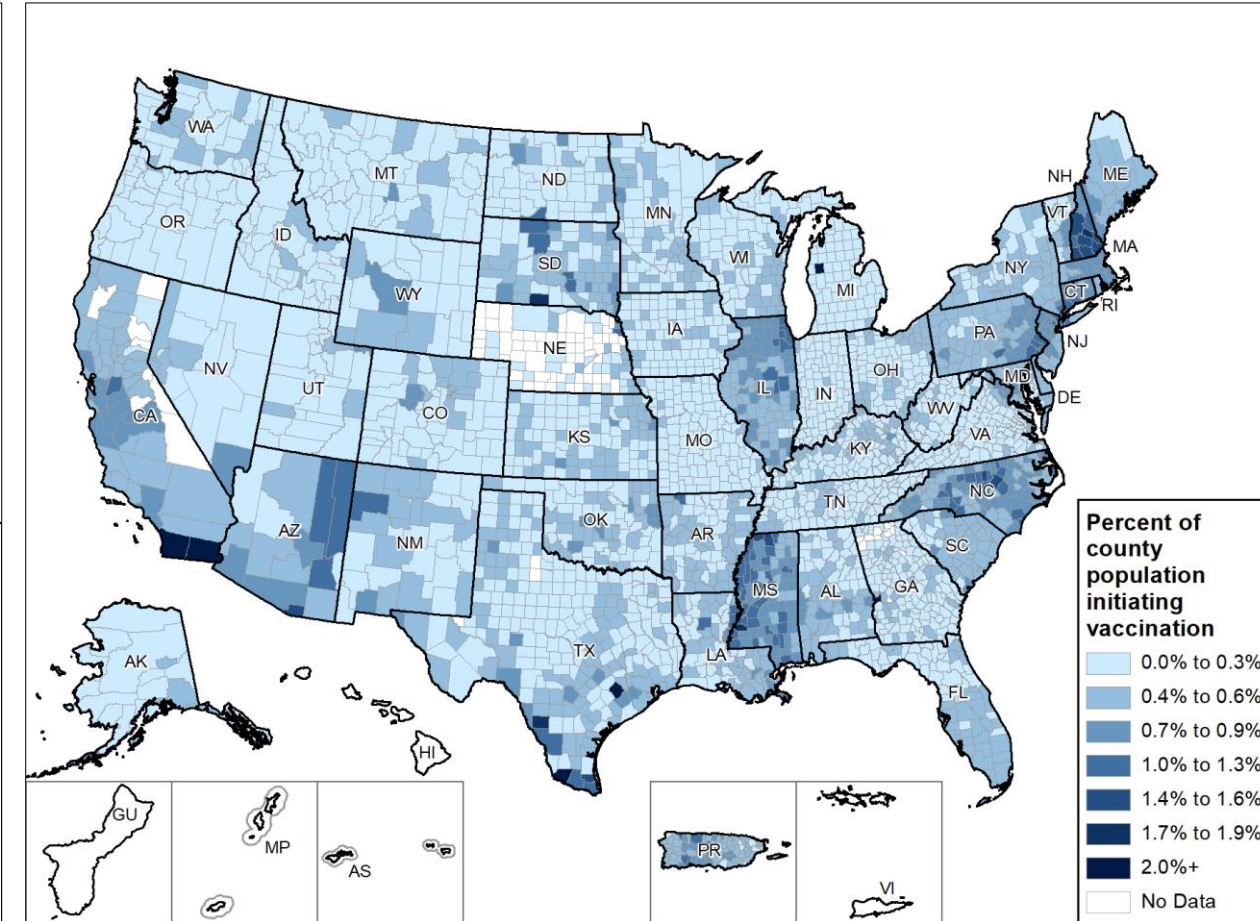 WA
MT
ND
MN
OR
ID
SD
WI
WY
MI
NH
VT
ME
NY
MA
CT
RI
IA
NE
PA
NJ
NV
UT
CO
IL
IN
OH
MD
DE
CA
KS
MO
WV
KY
VA
AZ
NM
OK
AR
TN
NC
SC
MS
AL
GA
TX
LA
FL
AK
HI
GU
MP
AS
PR
VI
Percent of
county
population
initiating
vaccination
0.0% to 0.3%
0.4% to 0.6%
0.7% to 0.9%
1.0% to 1.3%
1.4% to 1.6%
1.7% to 1.9%
2.0%+
No Data